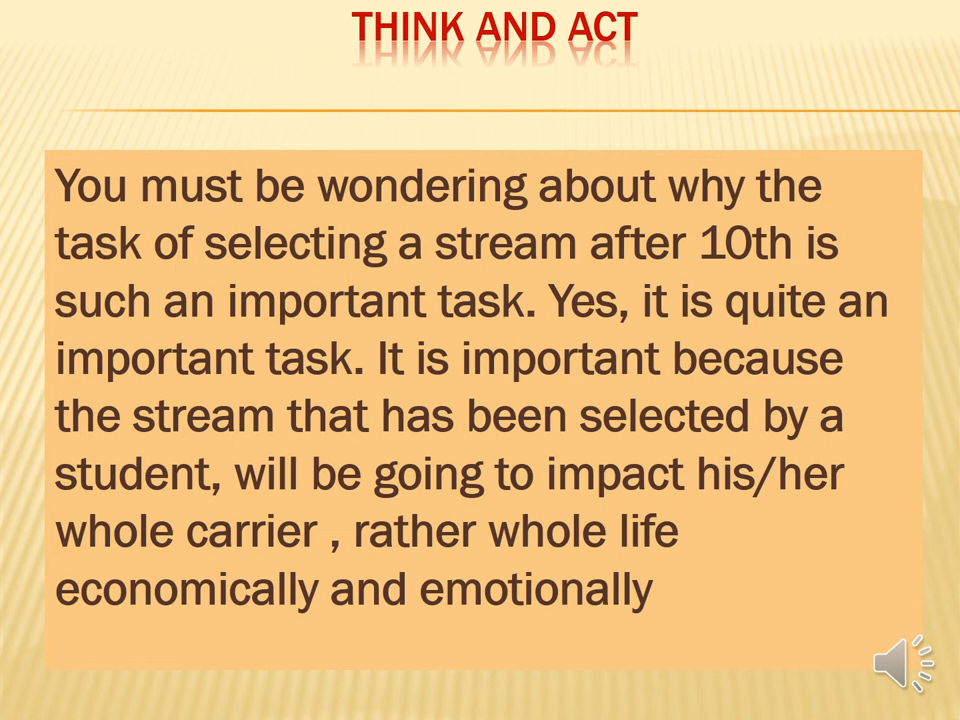 THINK AND ACT
You must be wondering about why the
task of selecting a stream after 10th is
such an important task. Yes, it is quite an
important task. It is important because
the stream that has been selected by a
student, will be going to impact his/her
whole carrier , rather whole life
economically and emotionally